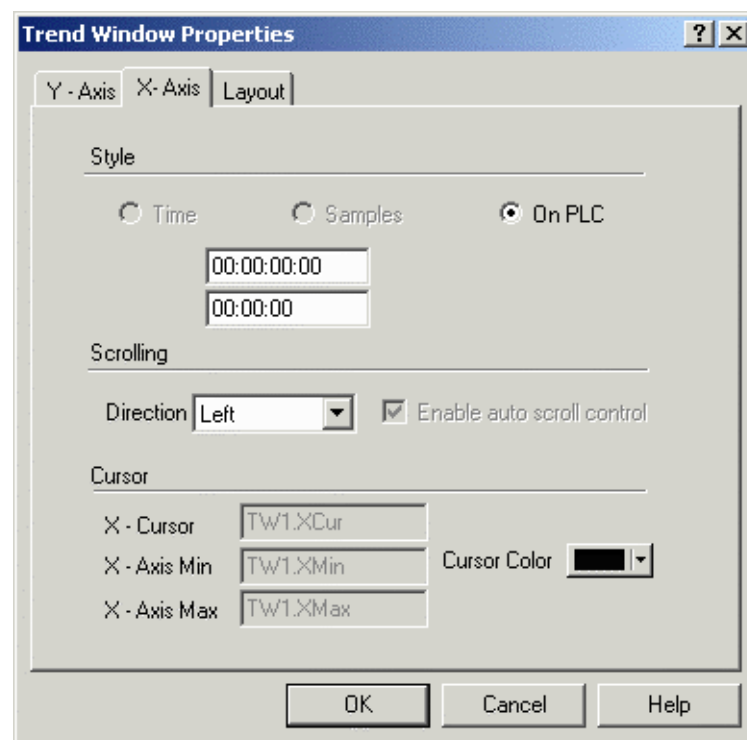 Trend Window Properties
Y - Axis X- Axis Layout
Style
Time Samples On PLC
00:00:00:00
00:00:00
Scrolling
Direction Left Enable auto scroll control
Cursor
X - Cursor TW1.XCur
X - Axis Min TW1.XMin Cursor Color
X - Axis Max TW1.XMax
OK Cancel Help